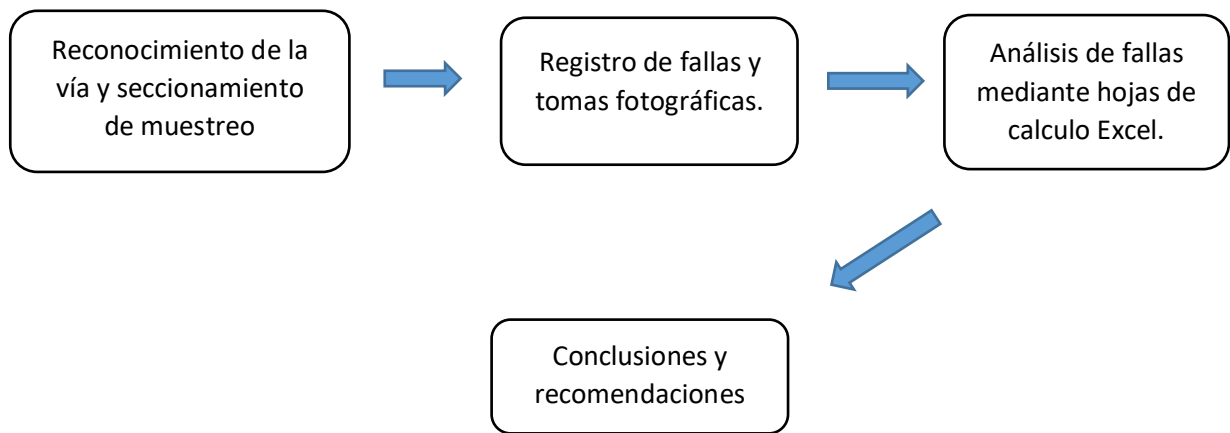 Reconocimiento de la
vía y seccionamiento
de muestreo
Registro de fallas y
tomas fotográficas.
Análisis de fallas
mediante hojas de
calculo Excel.
Conclusiones y
recomendaciones